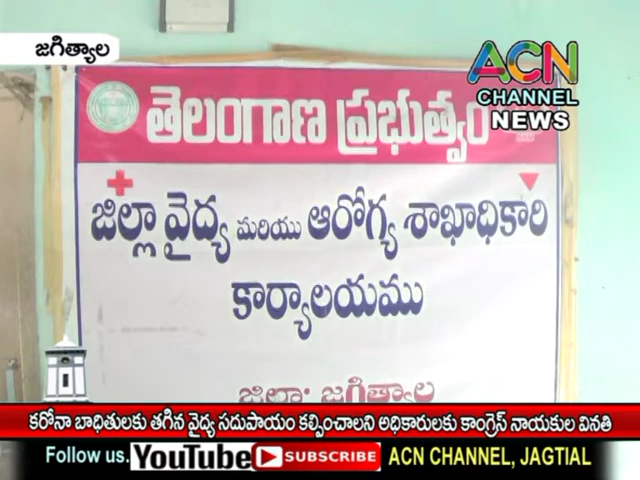 జగిత్యాల
ACN
CHANNEL
NEWS
తెలంగాణ ప్రభుత్వం
జిల్లా వైద్య మరియు ఆరోగ్య శాఖాధికారి
కార్యాలయము
జిల్లా: జగిత్యాల
కరోనా బాధితులకు తగిన వైద్య సదుపాయం కల్పించాలని అధికారులకు కాంగ్రెస్ నాయకుల వినతి
Follow us. YouTube SUBSCRIBE ACN CHANNEL, JAGTIAL